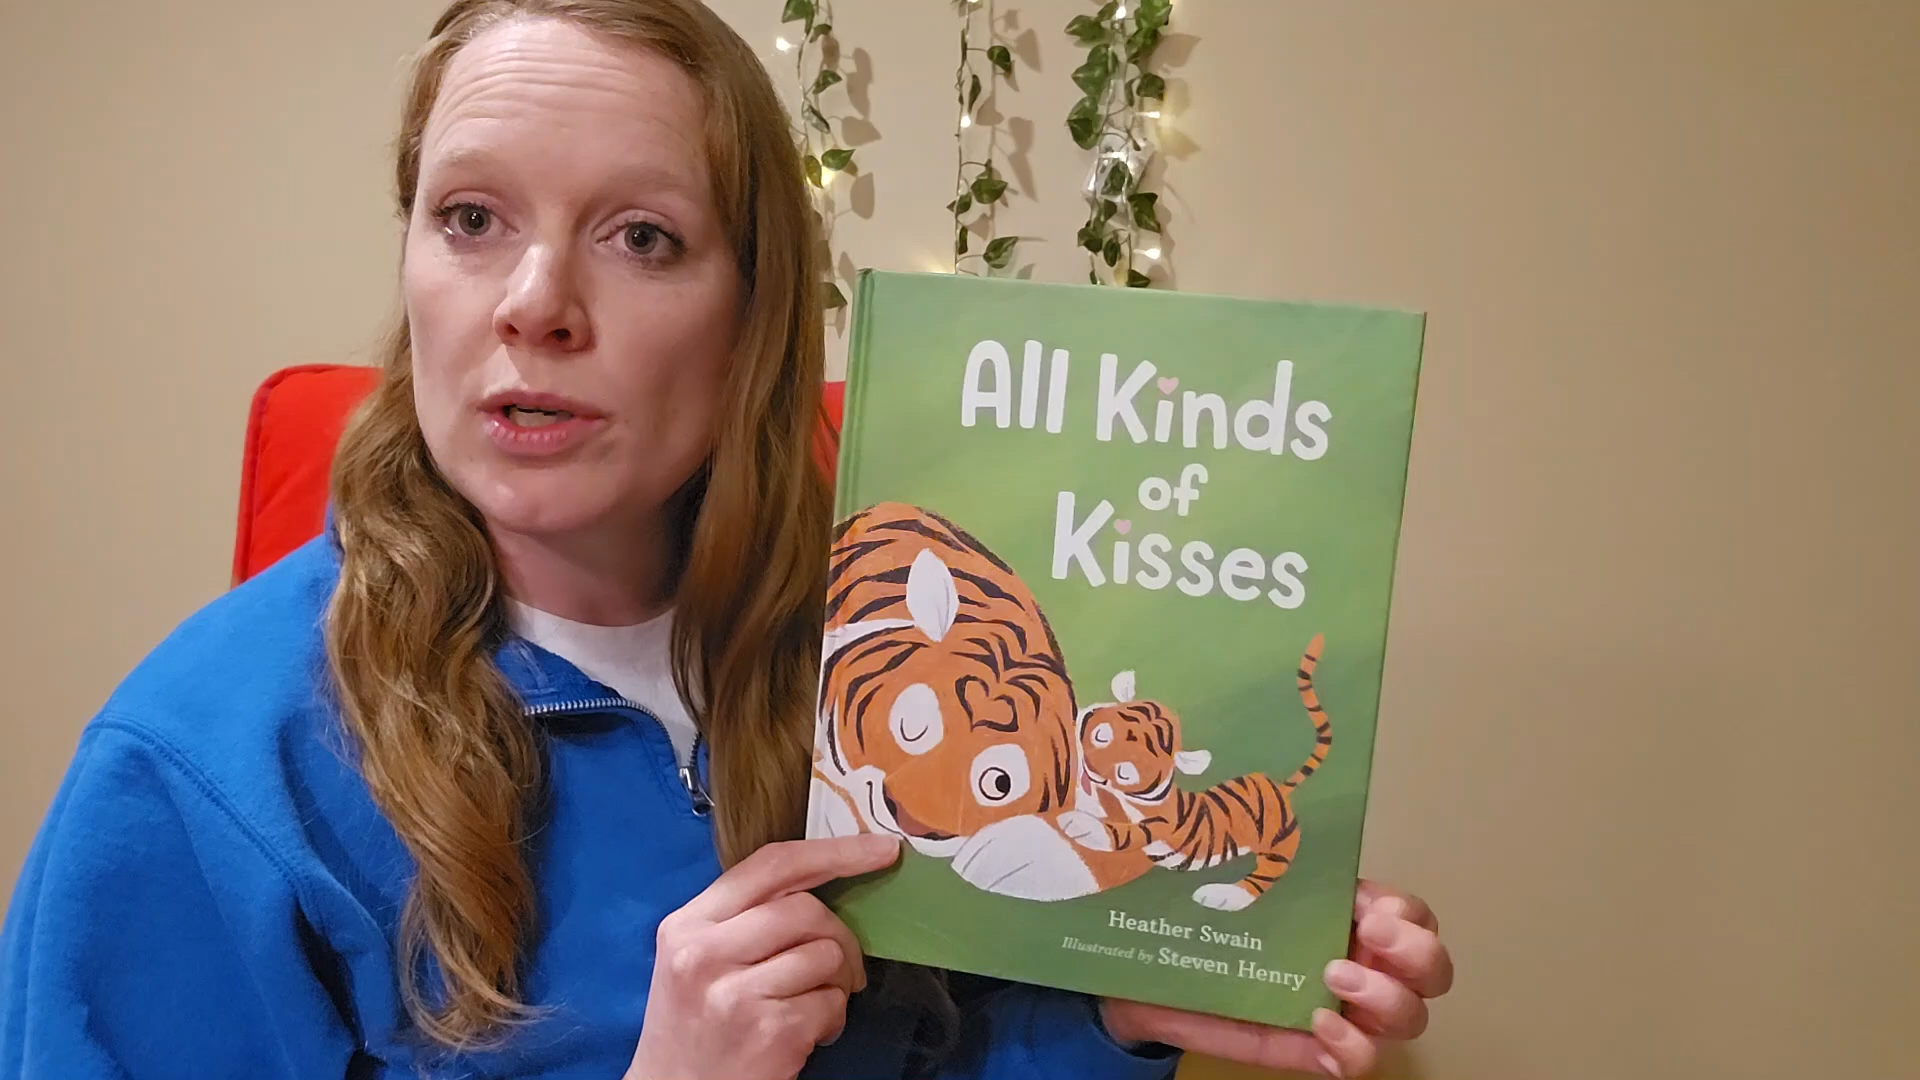 All Kinds
of
Kisses
Heather Swain
Illustrated by Steven Henry